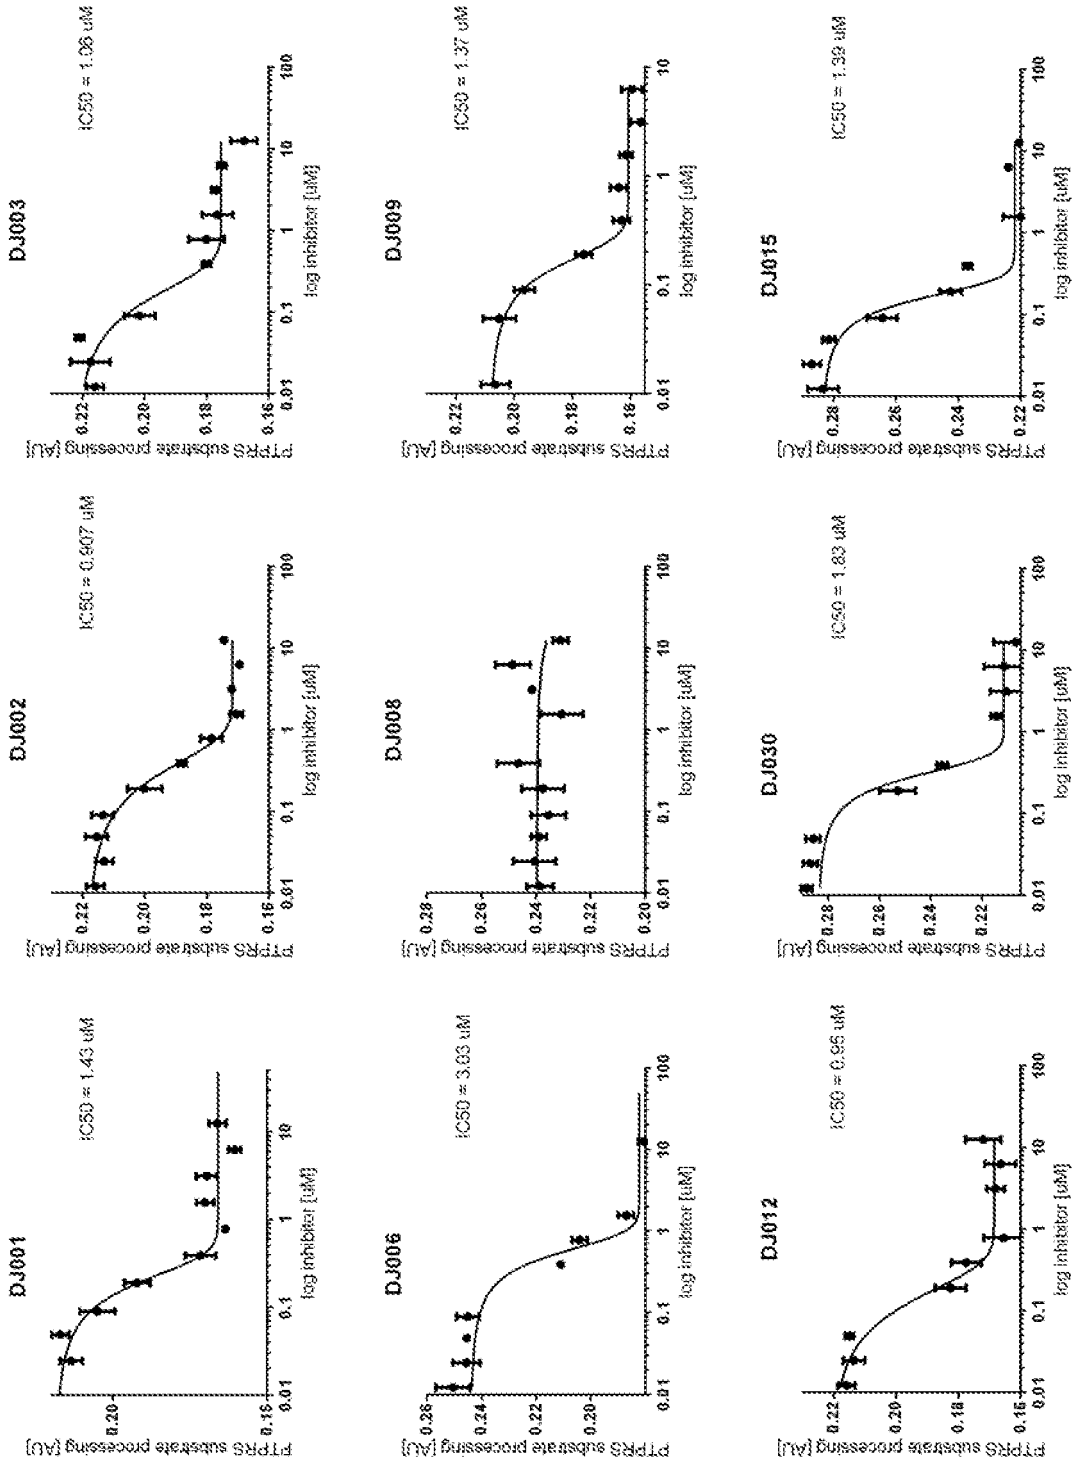 DJ001
PTPRS substrate
processing [AU]
0.20
0.16
0.01
0.1
1
10
log inhibitor [uM]
IC50 = 1.43 uM
DJ002
PTPRS substrate
processing [AU]
0.22
0.20
0.18
0.16
0.01
0.1
1
10
100
log inhibitor [uM]
IC50 = 0.907 uM
DJ003
PTPRS substrate
processing [AU]
0.22
0.20
0.18
0.16
0.01
0.1
1
10
100
log inhibitor [uM]
IC50 = uM
DJ006
PTPRS substrate
processing [AU]
0.26
0.24
0.22
0.20
0.01
0.1
1
10
100
log inhibitor [uM]
IC50 = uM
DJ008
PTPRS substrate
processing [AU]
0.28
0.26
0.24
0.22
0.20
0.01
0.1
1
10
100
log inhibitor [uM]
DJ009
PTPRS substrate
processing [AU]
0.22
0.20
0.18
0.16
0.01
0.1
1
10
log inhibitor [uM]
IC50 = 1.37 uM
DJ012
PTPRS substrate
processing [AU]
0.22
0.20
0.18
0.16
0.01
0.1
1
10
100
log inhibitor [uM]
IC50 = 0.95 uM
DJ030
PTPRS substrate
processing [AU]
0.28
0.26
0.24
0.22
0.01
0.1
1
10
100
log inhibitor [uM]
IC50 = 1.83 uM
DJ015
PTPRS substrate
processing [AU]
0.28
0.26
0.24
0.22
0.01
0.1
1
10
100
log inhibitor [uM]
IC50 = 1.39 uM